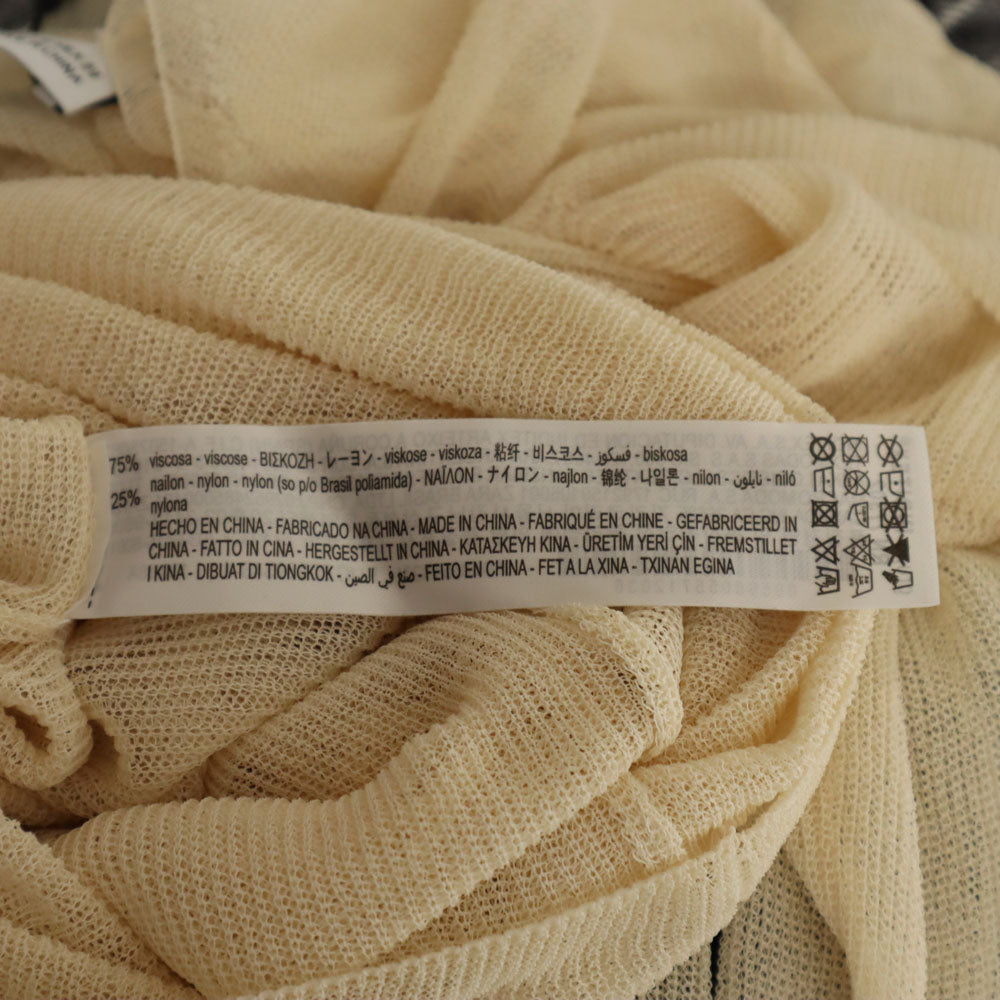 CHINA
75% viscosa - viscose - ΒΙΣΚΟΖΗ - レーヨン - viskose - viskoza - 粘纤 - 비스코스 - فسكوز - biskosa
25% nailon - nylon - nylon (so p/o Brasil poliamida) - ΝΑΪΛΟΝ - ナイロン - najlon - 锦纶 - 나일론 - nilon - نايلون - niló
nylona
HECHO EN CHINA - FABRICADO NA CHINA - MADE IN CHINA - FABRIQUÉ EN CHINE - GEFABRICEERD IN
CHINA - FATTO IN CINA - HERGESTELLT IN CHINA - ΚΑΤΑΣΚΕΥΗ ΚΙΝΑ - ÜRETİM YERİ ÇİN - FREMSTILLET
I KINA - DIBUAT DI TIONGKOK - صنع في الصين - FEITO EN CHINA - FET A LA XINA - TXINAN EGINA